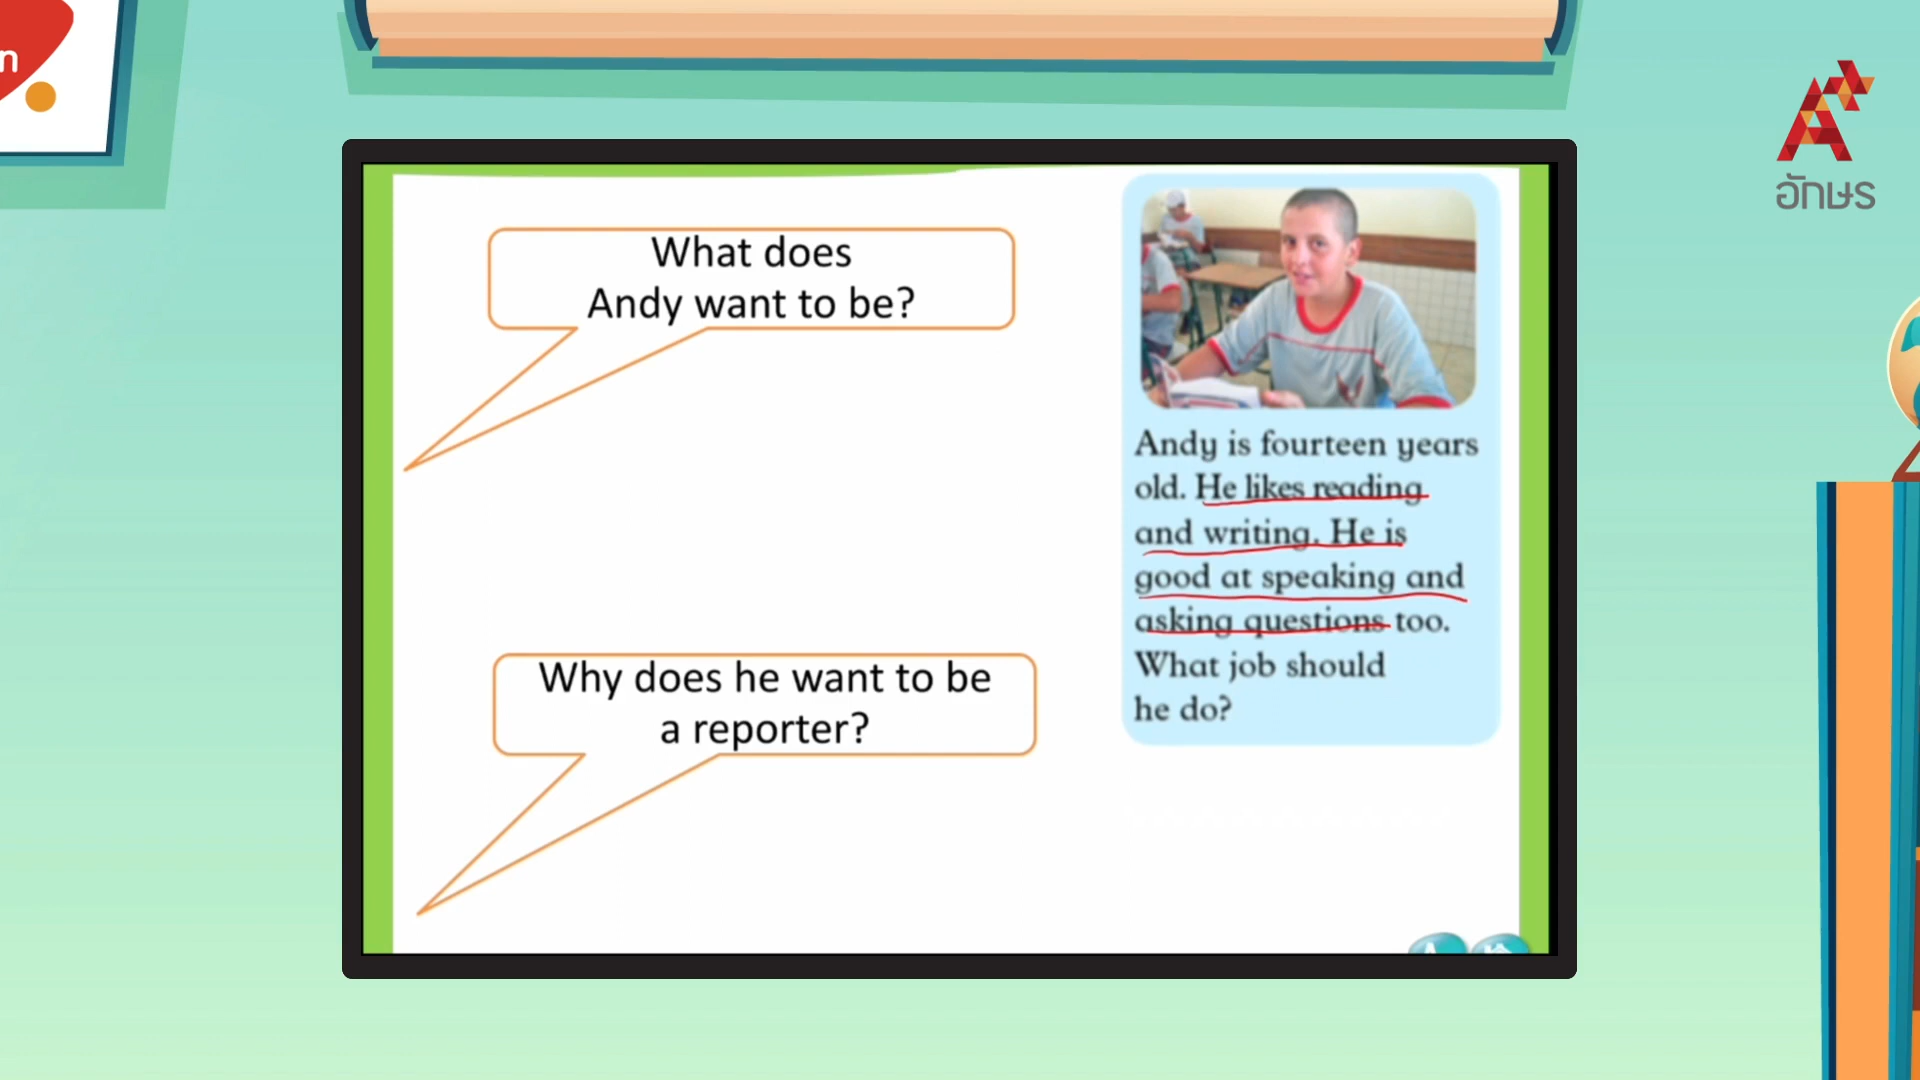 n
อักษร
What does
Andy want to be?
Andy is fourteen years
old. He likes reading
and writing. He is
good at speaking and
asking questions too.
What job should
he do?
Why does he want to be
a reporter?